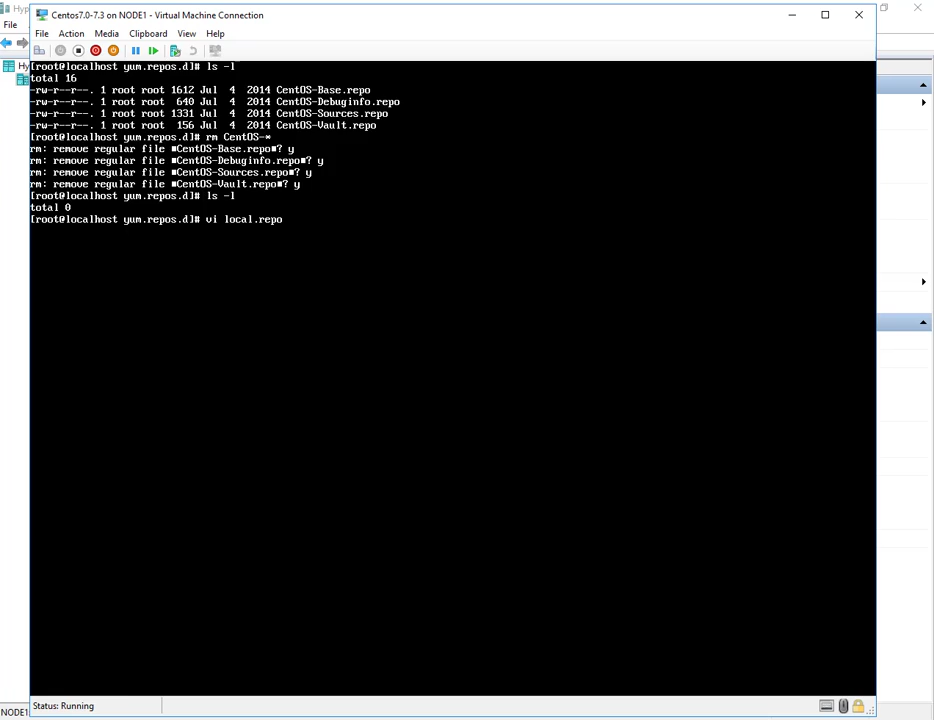 Hyp
Centos7.0-7.3 on NODE1 - Virtual Machine Connection
File
File Action Media Clipboard View Help
Hy
[root@localhost yum.repos.d]# ls -l
total 16
-rw-r--r--. 1 root root 1612 Jul  4  2014 CentOS-Base.repo
-rw-r--r--. 1 root root  640 Jul  4  2014 CentOS-Debuginfo.repo
-rw-r--r--. 1 root root 1331 Jul  4  2014 CentOS-Sources.repo
-rw-r--r--. 1 root root  156 Jul  4  2014 CentOS-Vault.repo
[root@localhost yum.repos.d]# rm CentOS-*
rm: remove regular file ■CentOS-Base.repo■? y
rm: remove regular file ■CentOS-Debuginfo.repo■? y
rm: remove regular file ■CentOS-Sources.repo■? y
rm: remove regular file ■CentOS-Vault.repo■? y
[root@localhost yum.repos.d]# ls -l
total 0
[root@localhost yum.repos.d]# vi local.repo
Status: Running
NODE1